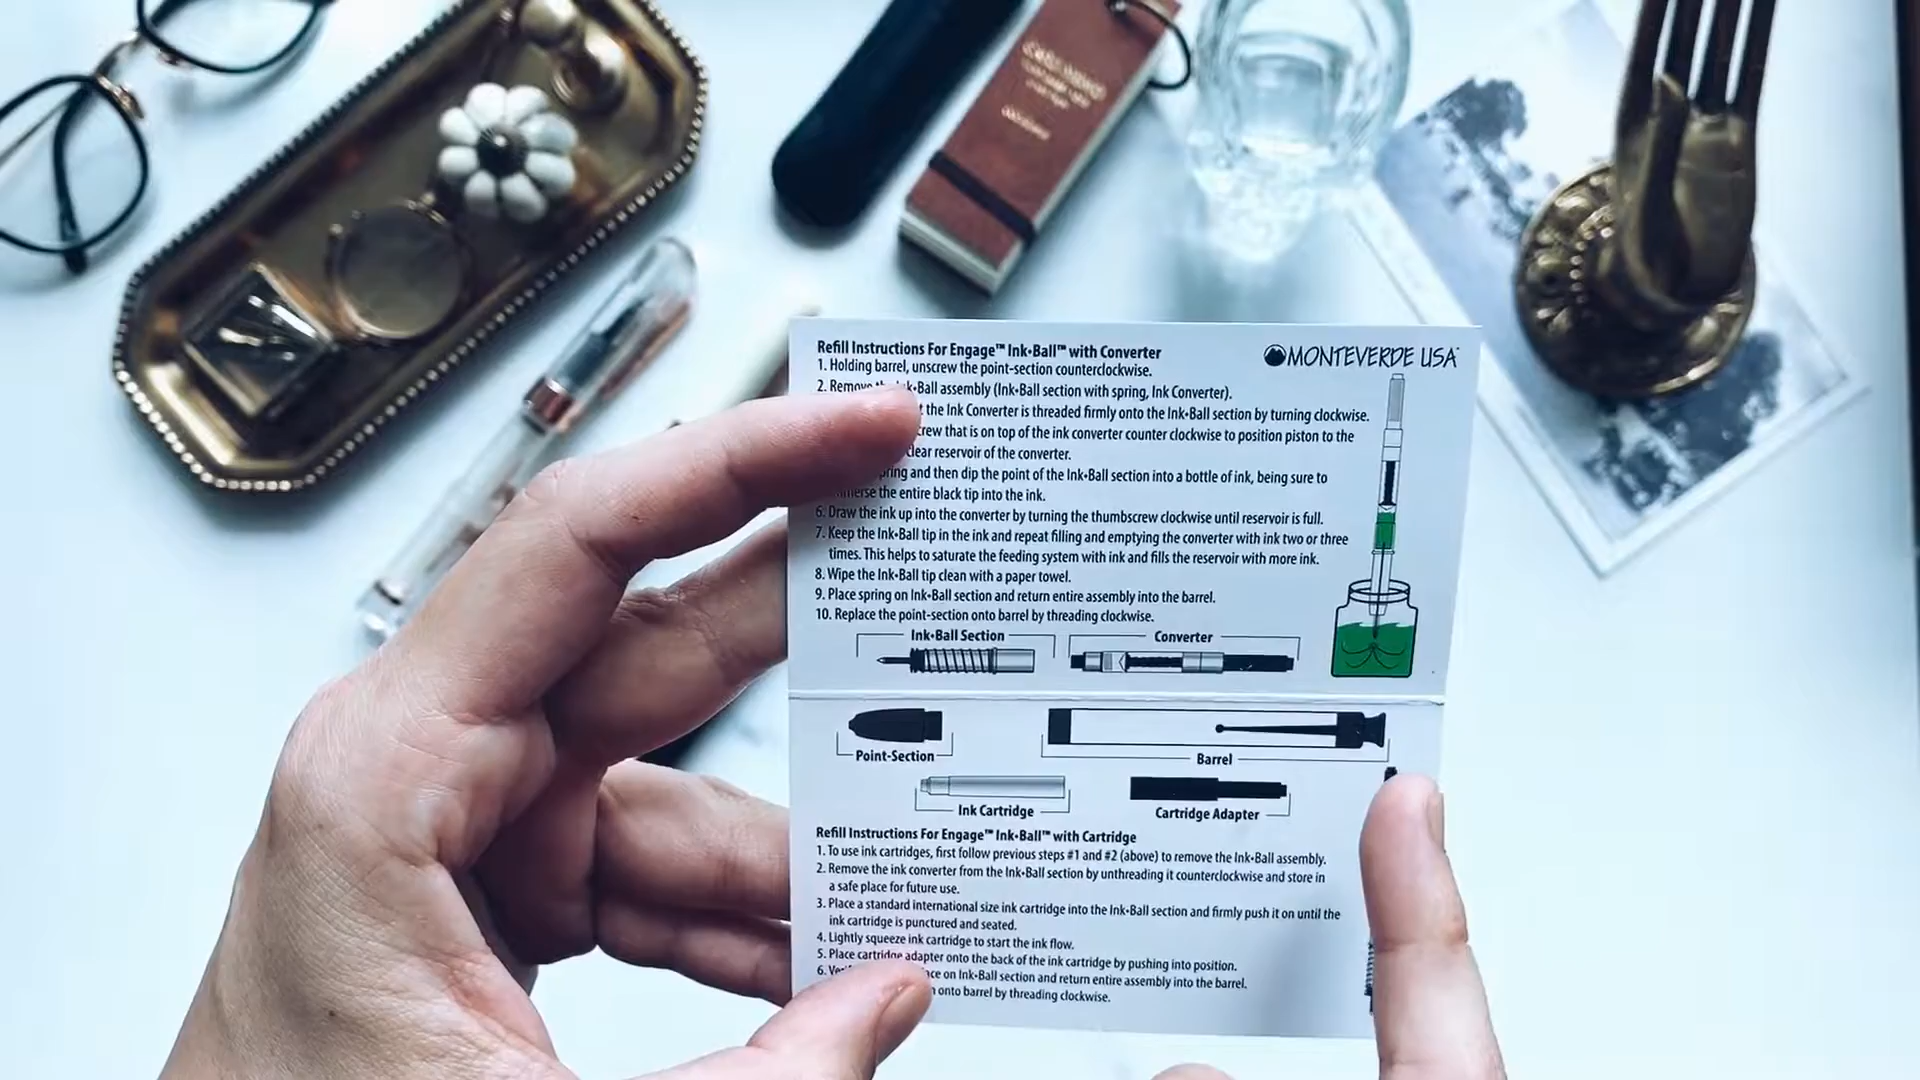 Refill Instructions For Engage™ Ink•Ball™ with Converter
MONTEVERDE USA
1. Holding barrel, unscrew the point-section counterclockwise.
2. Remove k•Ball assembly (Ink•Ball section with spring, Ink Converter).
the Ink Converter is threaded firmly onto the Ink•Ball section by turning clockwise.
that is on top of the ink converter counter clockwise to position piston to the
clear reservoir of the converter.
and then dip the point of the Ink•Ball section into a bottle of ink, being sure to
the entire black tip into the ink.
6. Draw the ink up into the converter by turning the thumbscrew clockwise until reservoir is full.
7. Keep the Ink•Ball tip in the ink and repeat filling and emptying the converter with ink two or three
times. This helps to saturate the feeding system with ink and fills the reservoir with more ink.
8. Wipe the Ink•Ball tip clean with a paper towel.
9. Place spring on Ink•Ball section and return entire assembly into the barrel.
10. Replace the point-section onto barrel by threading clockwise.
Ink•Ball Section
Converter
Point-Section
Barrel
Ink Cartridge
Cartridge Adapter
Refill Instructions For Engage™ Ink•Ball™ with Cartridge
1. To use ink cartridges, first follow previous steps #1 and #2 (above) to remove the Ink•Ball assembly.
2. Remove the ink converter from the Ink•Ball section by unthreading it counterclockwise and store in
a safe place for future use.
3. Place a standard international size ink cartridge into the Ink•Ball section and firmly push it on until the
ink cartridge is punctured and seated.
4. Lightly squeeze ink cartridge to start the ink flow.
5. Place cartridge adapter onto the back of the ink cartridge by pushing into position.
6. on Ink•Ball section and return entire assembly into the barrel.
onto barrel by threading clockwise.